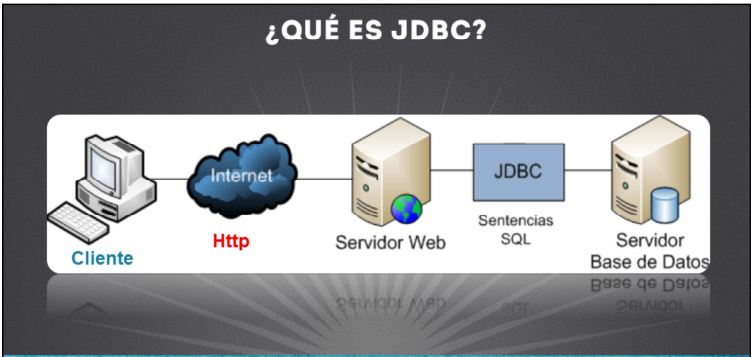 ¿QUÉ ES JDBC?
Internet
JDBC
Http
Sentencias
SQL
Servidor Web
Servidor
Base de Datos
Cliente